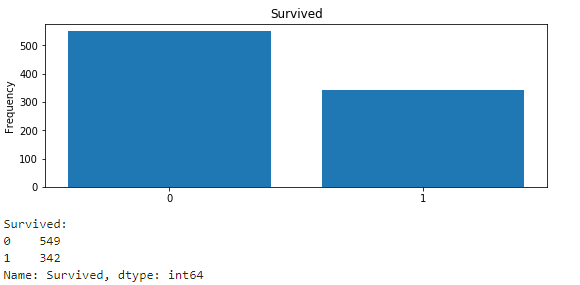 Survived
500
400
300
200
100
0
Frequency
0 1
Survived:
0 549
1 342
Name: Survived, dtype: int64